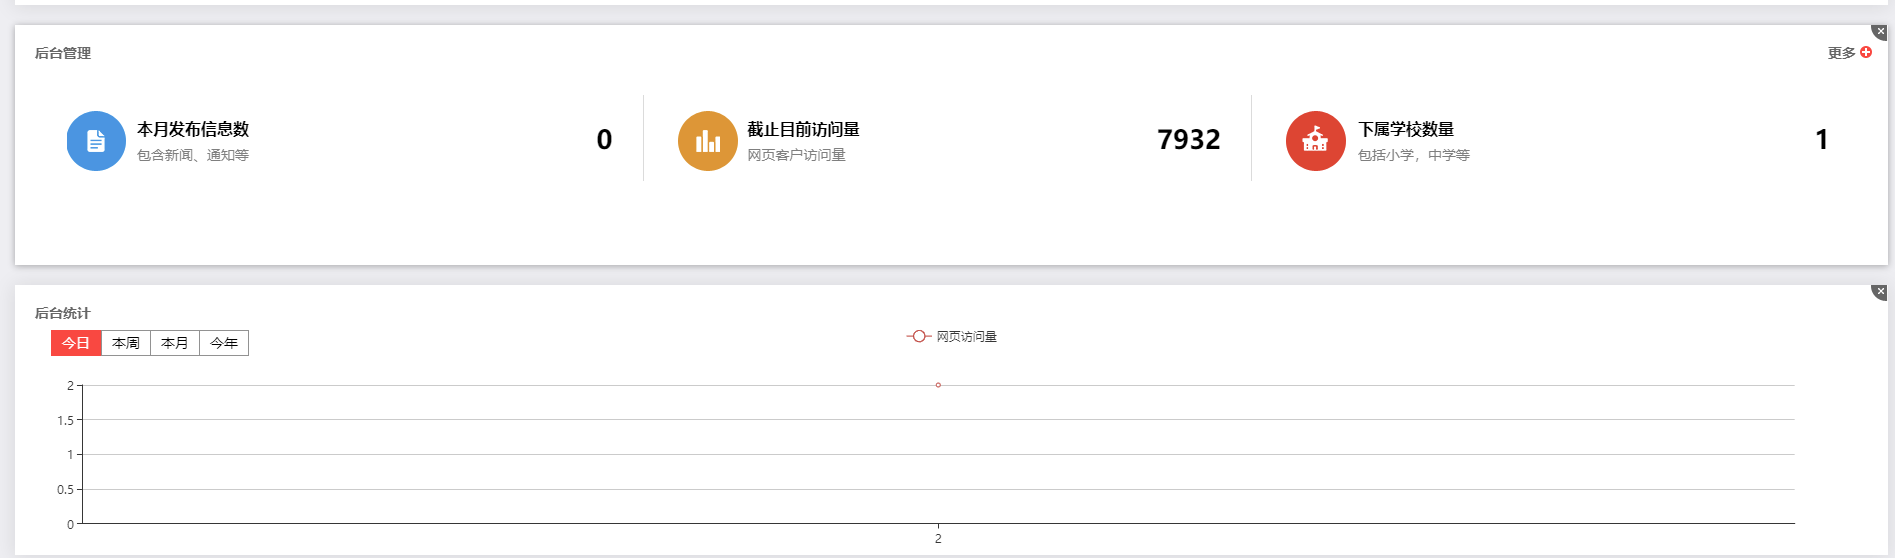 后台管理
更多
本月发布信息数
包含新闻、通知等
0
截止目前访问量
网页客户访问量
7932
下属学校数量
包括小学，中学等
1
后台统计
今日 本周 本月 今年
网页访问量
2
1.5
1
0.5
0
2